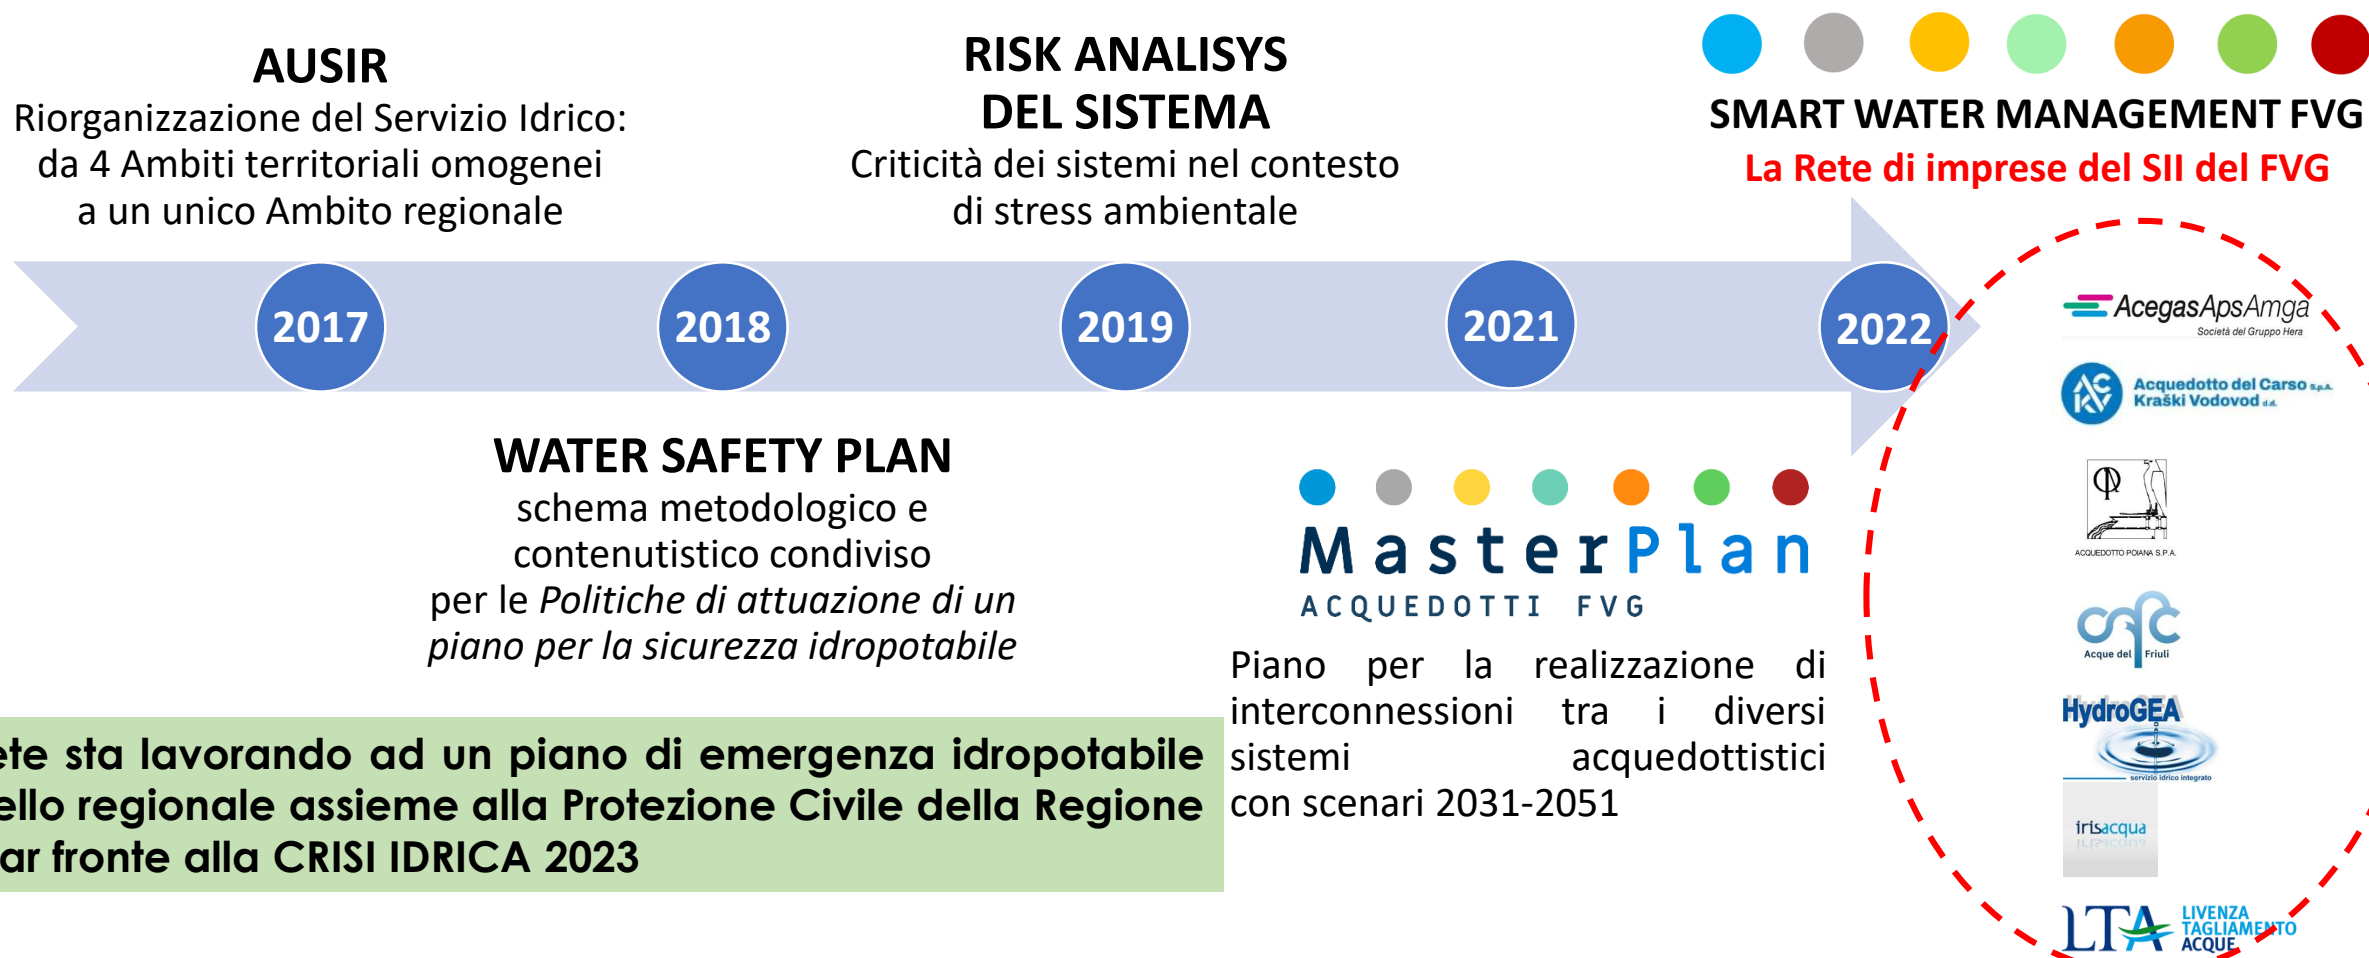 AUSIR
Riorganizzazione del Servizio Idrico:
da 4 Ambiti territoriali omogenei
a un unico Ambito regionale
RISK ANALISYS
DEL SISTEMA
Criticità dei sistemi nel contesto
di stress ambientale
SMART WATER MANAGEMENT FVG
La Rete di imprese del SII del FVG
2017
2018
2019
2021
2022
WATER SAFETY PLAN
schema metodologico e
contenutistico condiviso
per le Politiche di attuazione di un
piano per la sicurezza idropotabile
MasterPlan
ACQUEDOTTI FVG
Piano per la realizzazione di
interconnessioni tra i diversi
sistemi acquedottistici
con scenari 2031-2051
ete sta lavorando ad un piano di emergenza idropotabile
ello regionale assieme alla Protezione Civile della Regione
ar fronte alla CRISI IDRICA 2023
AcegasApsAmga
Società del Gruppo Hera
Acquedotto del Carso S.p.A.
Kraški Vodovod d.d.
ACQUEDOTTO POIANA S.P.A.
cafc
Acque del Friuli
HydroGEA
servizio idrico integrato
irisacqua
LTA LIVENZA
TAGLIAMENTO
ACQUE